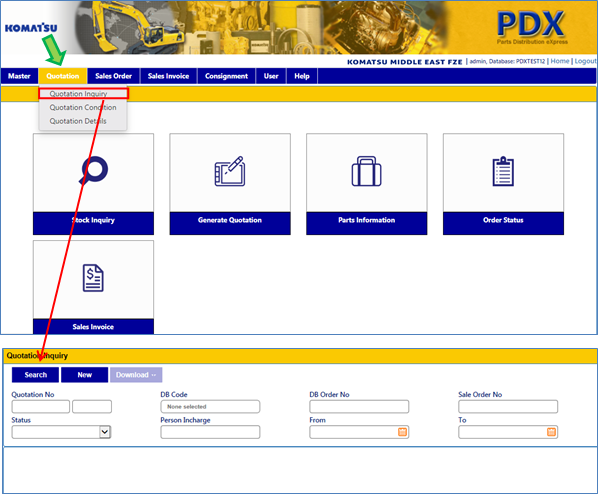 KOMATSU
PDX
Parts Distribution eXpress
KOMATSU MIDDLE EAST FZE | admin, Database: PDXTEST12 | Home | Logout
Master Quotation Sales Order Sales Invoice Consignment User Help
Quotation Inquiry
Quotation Condition
Quotation Details
Stock Inquiry Generate Quotation Parts Information Order Status
Sales Invoice
Quotation Inquiry
Search New Download
Quotation No DB Code DB Order No Sale Order No
None selected
Status Person Incharge From To